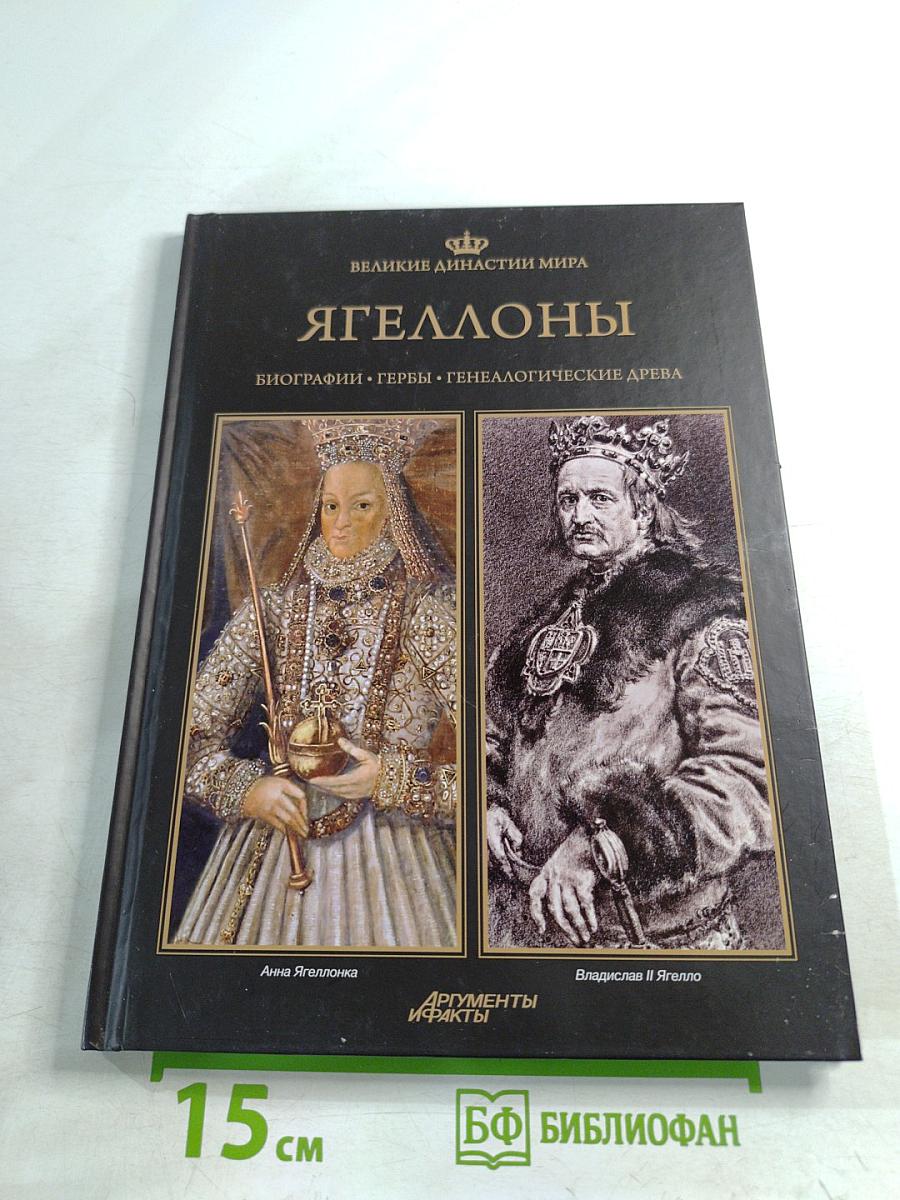 ВЕЛИКИЕ ДИНАСТИИ МИРА
ЯГЕЛЛОНЫ
БИОГРАФИИ • ГЕРБЫ • ГЕНЕАЛОГИЧЕСКИЕ ДРЕВА
Анна Ягеллонка
Владислав II Ягелло
АРГУМЕНТЫ
И ФАКТЫ
15 см
БФ БИБЛИОФАН